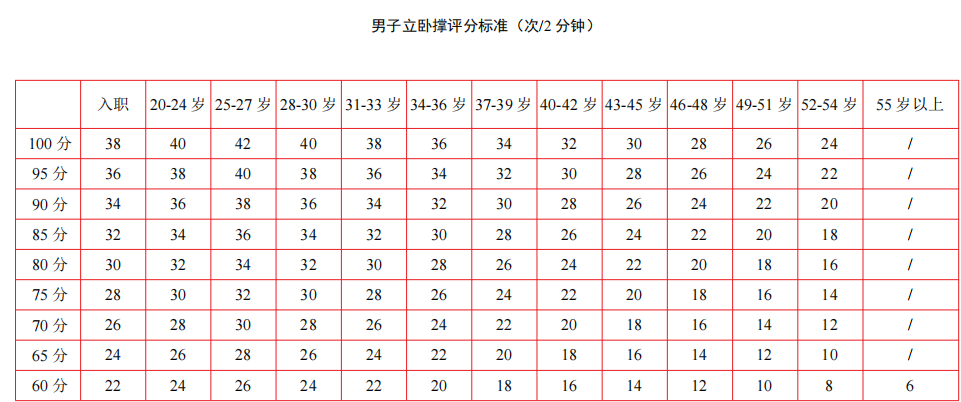 男子立卧撑评分标准（次/2 分钟）
入职 20-24 岁 25-27 岁 28-30 岁 31-33 岁 34-36 岁 37-39 岁 40-42 岁 43-45 岁 46-48 岁 49-51 岁 52-54 岁 55 岁以上
100 分 38 40 42 40 38 36 34 32 30 28 26 24 /
95 分 36 38 40 38 36 34 32 30 28 26 24 22 /
90 分 34 36 38 36 34 32 30 28 26 24 22 20 /
85 分 32 34 36 34 32 30 28 26 24 22 20 18 /
80 分 30 32 34 32 30 28 26 24 22 20 18 16 /
75 分 28 30 32 30 28 26 24 22 20 18 16 14 /
70 分 26 28 30 28 26 24 22 20 18 16 14 12 /
65 分 24 26 28 26 24 22 20 18 16 14 12 10 /
60 分 22 24 26 24 22 20 18 16 14 12 10 8 6